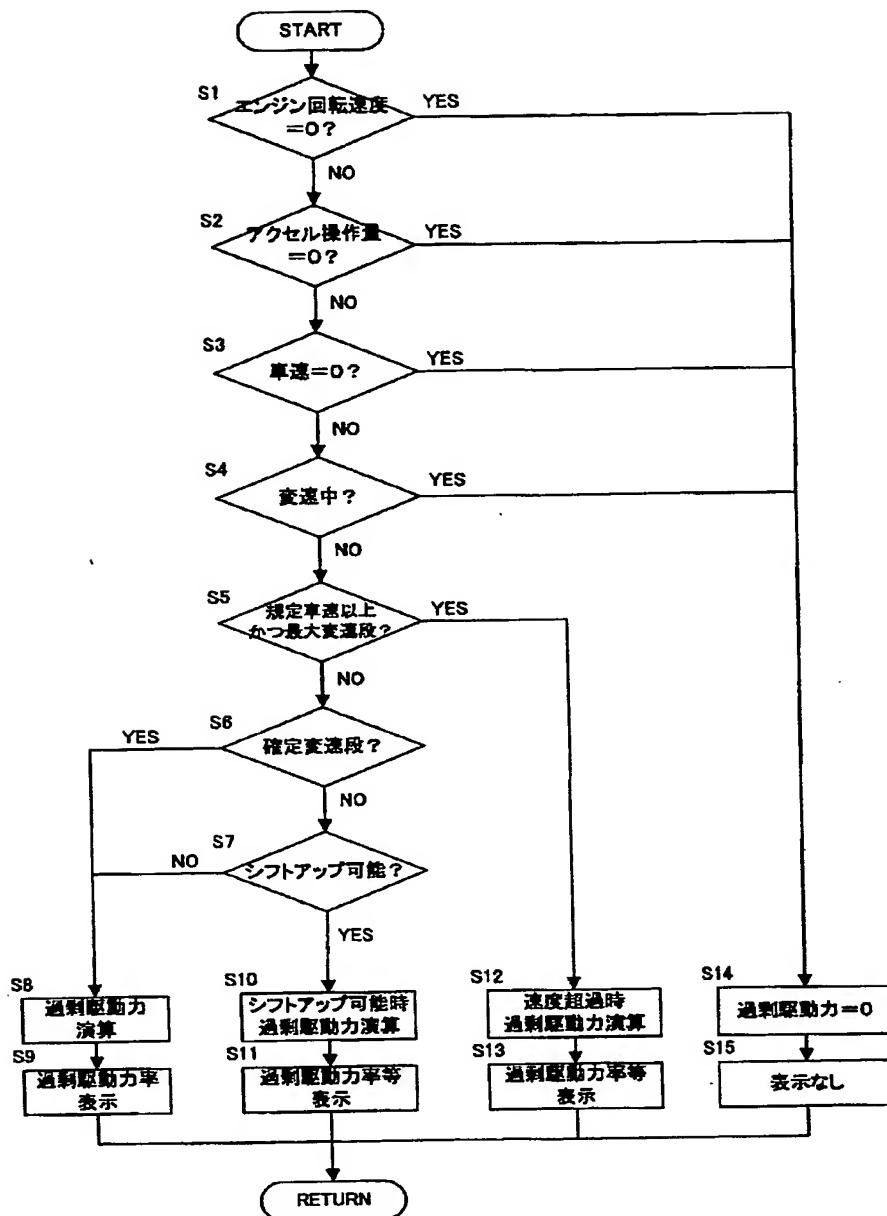 START
S1
エンジン回転速度
=0?
YES
NO
S2
アクセル操作量
=0?
YES
NO
S3
車速=0?
YES
NO
S4
変速中?
YES
NO
S5
規定車速以上
かつ最大変速段?
YES
NO
S6
確定変速段?
YES
NO
S7
シフトアップ可能?
NO
YES
S8
過剰駆動力
演算
S9
過剰駆動力率
表示
S10
シフトアップ可能時
過剰駆動力演算
S11
過剰駆動力率等
表示
S12
速度超過時
過剰駆動力演算
S13
過剰駆動力率等
表示
S14
過剰駆動力=0
S15
表示なし
RETURN